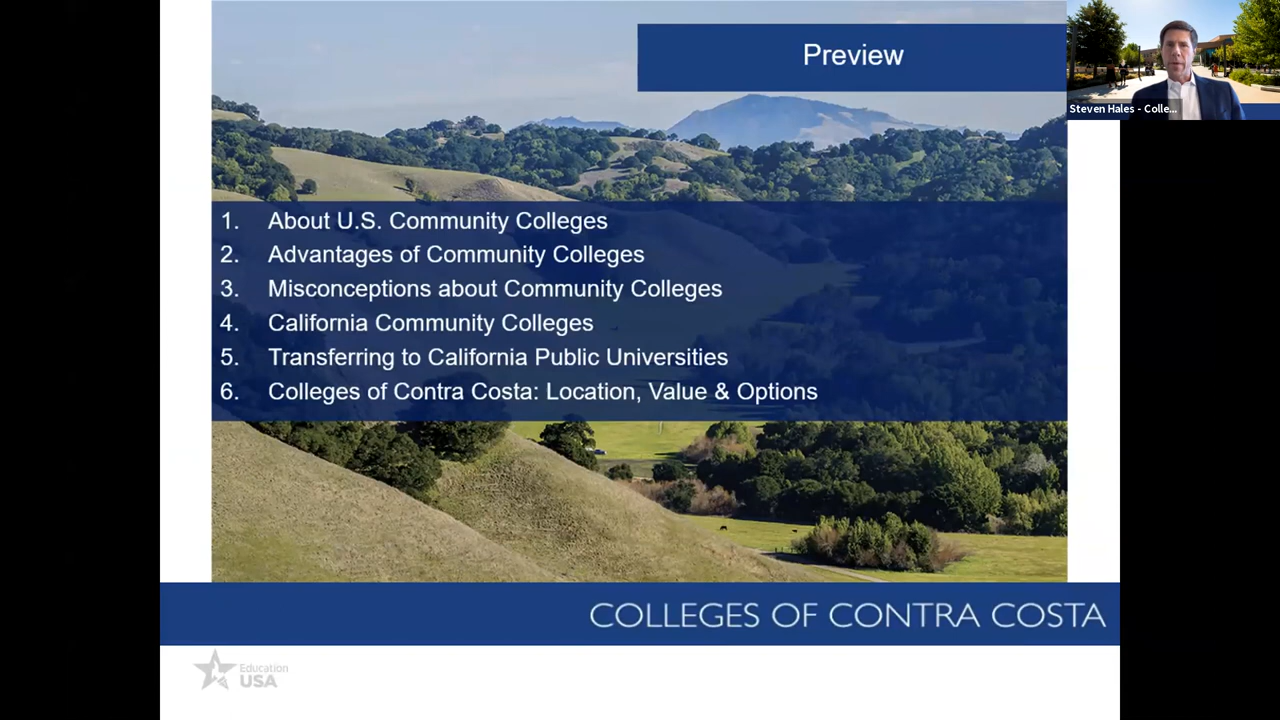 Preview
Steven Hales - Colle...
1. About U.S. Community Colleges
2. Advantages of Community Colleges
3. Misconceptions about Community Colleges
4. California Community Colleges
5. Transferring to California Public Universities
6. Colleges of Contra Costa: Location, Value & Options
COLLEGES OF CONTRA COSTA
Education
USA